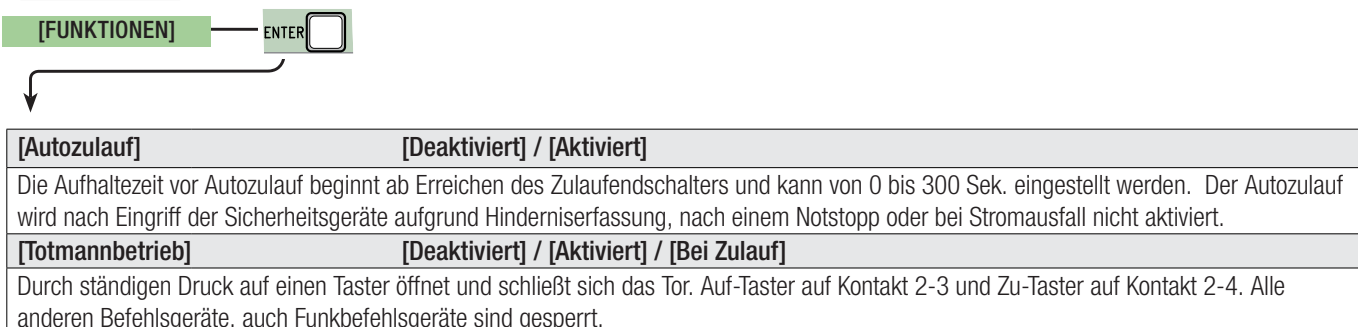 [FUNKTIONEN] ENTER
[Autozulauf] [Deaktiviert] / [Aktiviert]
Die Aufhaltezeit vor Autozulauf beginnt ab Erreichen des Zulaufendschalters und kann von 0 bis 300 Sek. eingestellt werden. Der Autozulauf
wird nach Eingriff der Sicherheitsgeräte aufgrund Hinderniserfassung, nach einem Notstopp oder bei Stromausfall nicht aktiviert.
[Totmannbetrieb] [Deaktiviert] / [Aktiviert] / [Bei Zulauf]
Durch ständigen Druck auf einen Taster öffnet und schließt sich das Tor. Auf-Taster auf Kontakt 2-3 und Zu-Taster auf Kontakt 2-4. Alle
anderen Befehlsgeräte, auch Funkbefehlsgeräte sind gesperrt.